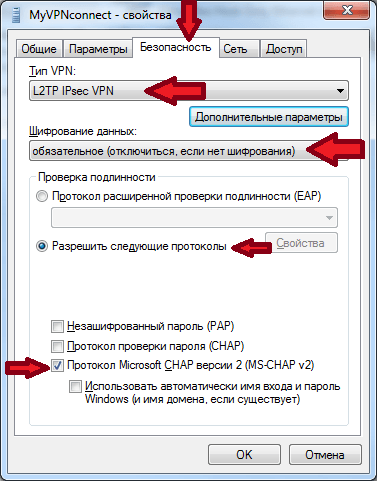 MyVPNconnect - свойства
Общие Параметры Безопасность Сеть Доступ
Тип VPN:
L2TP IPsec VPN
Дополнительные параметры
Шифрование данных:
обязательное (отключиться, если нет шифрования)
Проверка подлинности
Протокол расширенной проверки подлинности (EAP)
Свойства
Разрешить следующие протоколы
Незашифрованный пароль (PAP)
Протокол проверки пароля (CHAP)
Протокол Microsoft CHAP версии 2 (MS-CHAP v2)
Использовать автоматически имя входа и пароль
Windows (и имя домена, если существует)
OK Отмена